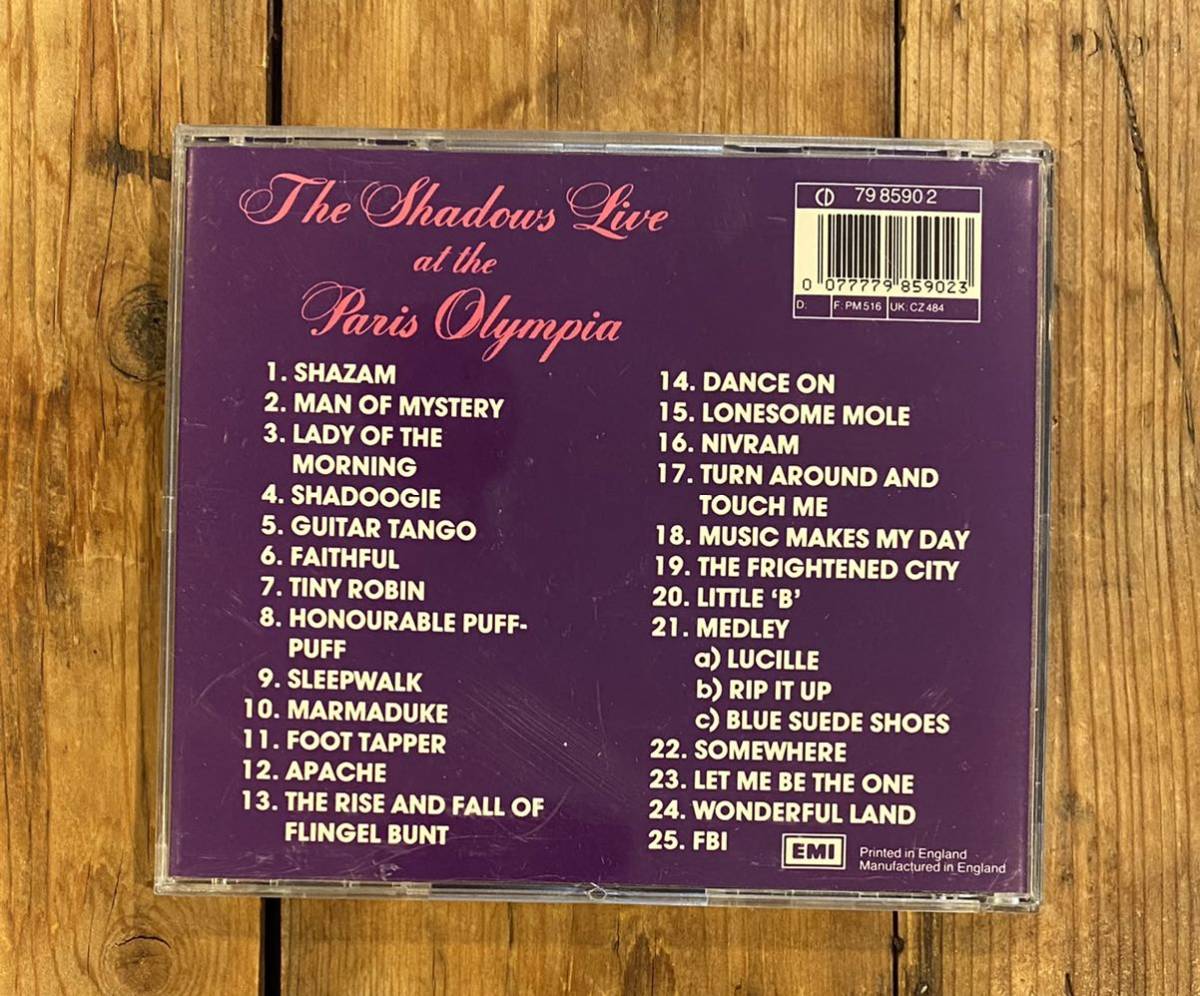 The Shadows Live
at the
Paris Olympia
CD 79 8590 2
0 077779 859023
D: F: PM 516 UK: CZ 484
1. SHAZAM
2. MAN OF MYSTERY
3. LADY OF THE
MORNING
4. SHADOOGIE
5. GUITAR TANGO
6. FAITHFUL
7. TINY ROBIN
8. HONOURABLE PUFF-
PUFF
9. SLEEPWALK
10. MARMADUKE
11. FOOT TAPPER
12. APACHE
13. THE RISE AND FALL OF
FLINGEL BUNT
14. DANCE ON
15. LONESOME MOLE
16. NIVRAM
17. TURN AROUND AND
TOUCH ME
18. MUSIC MAKES MY DAY
19. THE FRIGHTENED CITY
20. LITTLE ‘B’
21. MEDLEY
a) LUCILLE
b) RIP IT UP
c) BLUE SUEDE SHOES
22. SOMEWHERE
23. LET ME BE THE ONE
24. WONDERFUL LAND
25. FBI
EMI
Printed in England
Manufactured in England